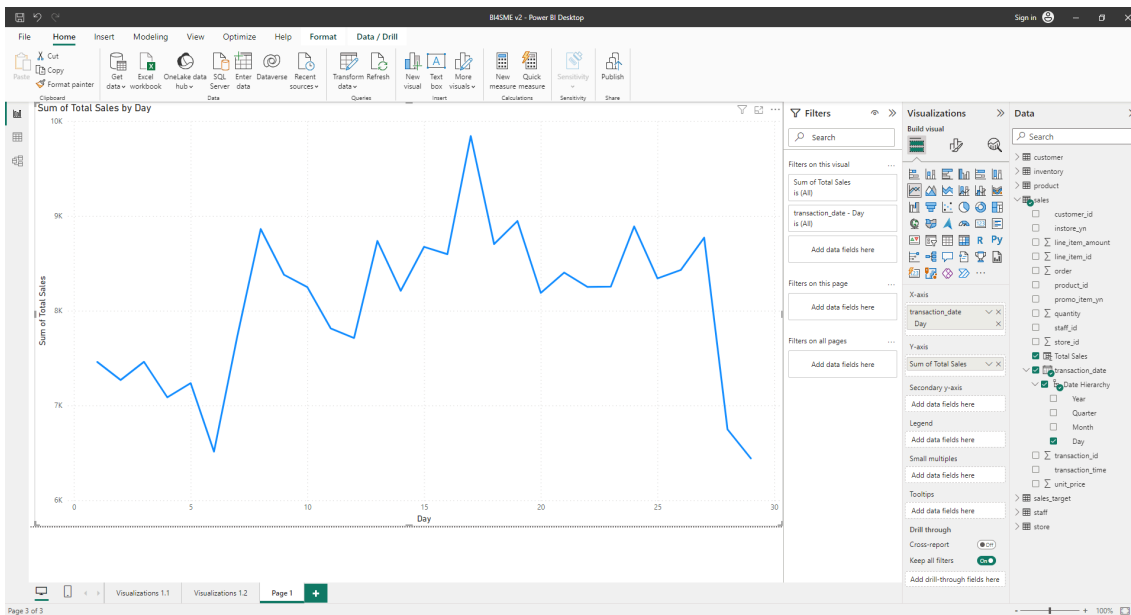 BI4SME v2 - Power BI Desktop
Sign in
File Home Insert Modeling View Optimize Help Format Data / Drill
Paste
Cut
Copy
Format painter
Clipboard
Get data
Excel workbook
OneLake data hub
SQL Server
Enter data
Dataverse
Recent sources
Data
Transform data
Refresh
Queries
New visual
Text box
More visuals
Insert
New measure
Quick measure
Calculations
Sensitivity
Sensitivity
Publish
Share
Sum of Total Sales by Day
10K
9K
8K
7K
6K
Sum of Total Sales
0 5 10 15 20 25 30
Day
Filters
Search
Filters on this visual
Sum of Total Sales
is (All)
transaction_date - Day
is (All)
Add data fields here
Filters on this page
Add data fields here
Filters on all pages
Add data fields here
Visualizations
Build visual
R Py
X-axis
transaction_date
Day
Y-axis
Sum of Total Sales
Secondary y-axis
Add data fields here
Legend
Add data fields here
Small multiples
Add data fields here
Tooltips
Add data fields here
Drill through
Cross-report
Off
Keep all filters
On
Add drill-through fields here
Data
Search
customer
inventory
product
sales
customer_id
instore_yn
line_item_amount
line_item_id
order
product_id
promo_item_yn
quantity
staff_id
store_id
Total Sales
transaction_date
Date Hierarchy
Year
Quarter
Month
Day
transaction_id
transaction_time
unit_price
sales_target
staff
store
Visualizations 1.1 Visualizations 1.2 Page 1
Page 3 of 3
100%